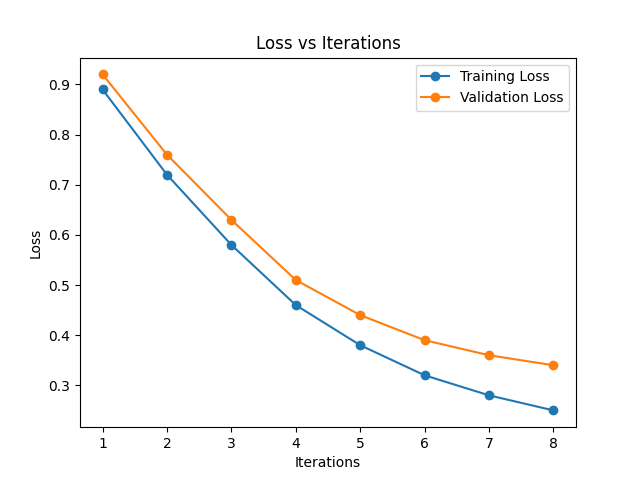 Loss vs Iterations
Training Loss
Validation Loss
0.9
0.8
0.7
0.6
0.5
0.4
0.3
Loss
1 2 3 4 5 6 7 8
Iterations